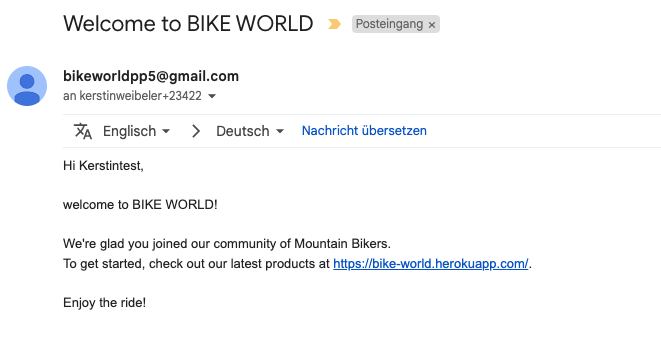 Welcome to BIKE WORLD Posteingang ×
bikeworldpp5@gmail.com
an kerstinweibeler+23422
Englisch Deutsch Nachricht übersetzen
Hi Kerstintest,
welcome to BIKE WORLD!
We're glad you joined our community of Mountain Bikers.
To get started, check out our latest products at https://bike-world.herokuapp.com/.
Enjoy the ride!